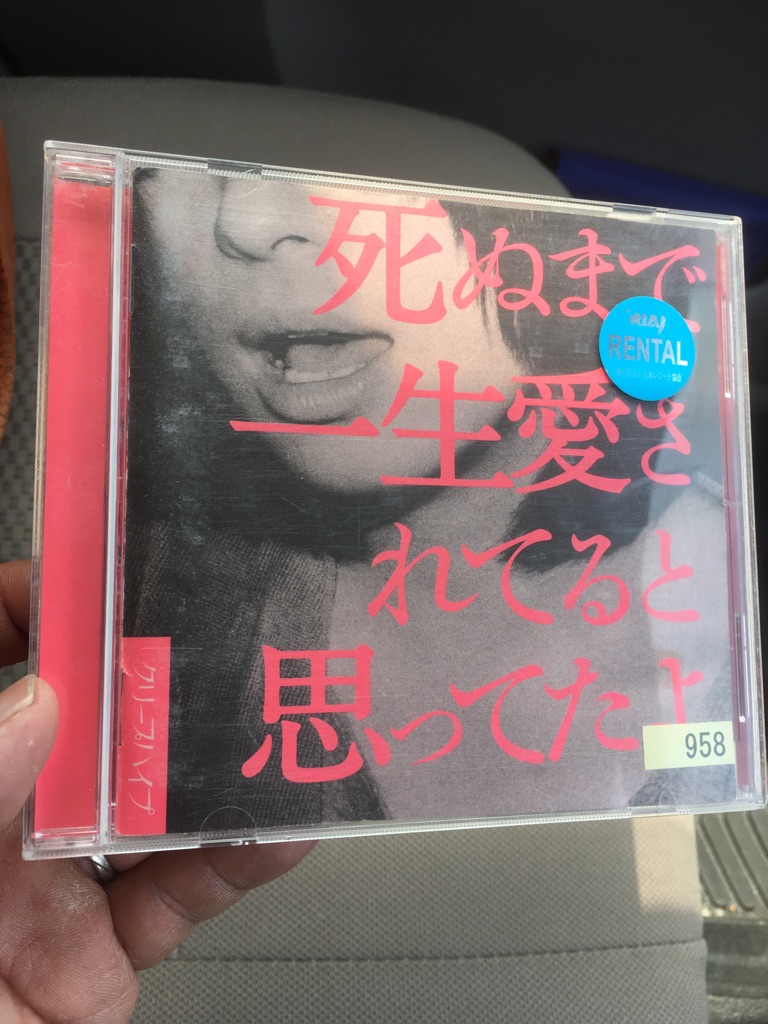 死ぬまで
一生愛さ
れてると
思ってたよ
クリープハイプ
RIAJ
RENTAL
958